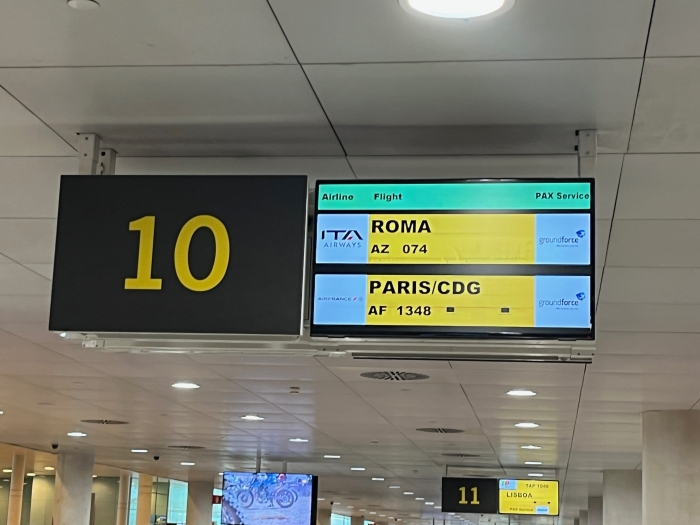 10
Airline Flight PAX Service
ITA AIRWAYS
ROMA
AZ 074
groundforce
AIRFRANCE
PARIS/CDG
AF 1348
groundforce
11
LISBOA